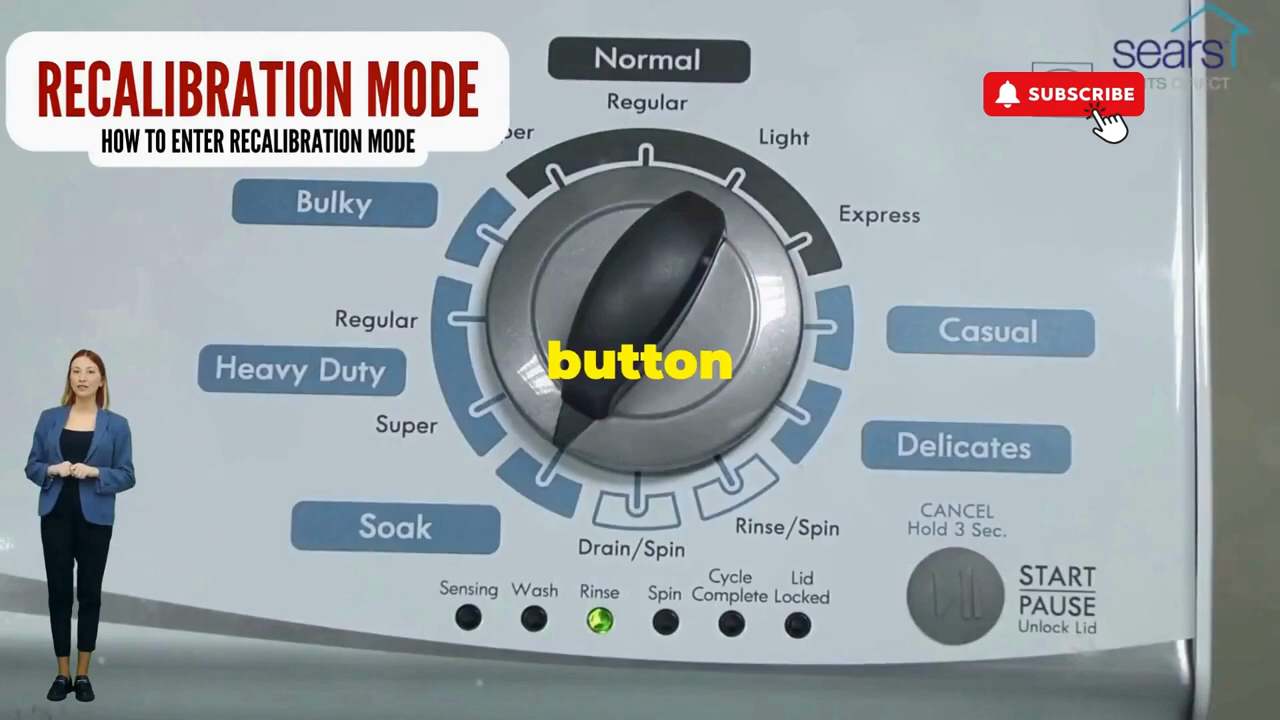 RECALIBRATION MODE
HOW TO ENTER RECALIBRATION MODE
sears
DIRECT
SUBSCRIBE
Normal
Regular
Light
Express
Bulky
Regular
Heavy Duty
Super
Casual
Delicates
button
Soak
Rinse/Spin
Drain/Spin
CANCEL
Hold 3 Sec.
Sensing
Wash
Rinse
Spin
Cycle
Complete
Lid
Locked
START
PAUSE
Unlock Lid